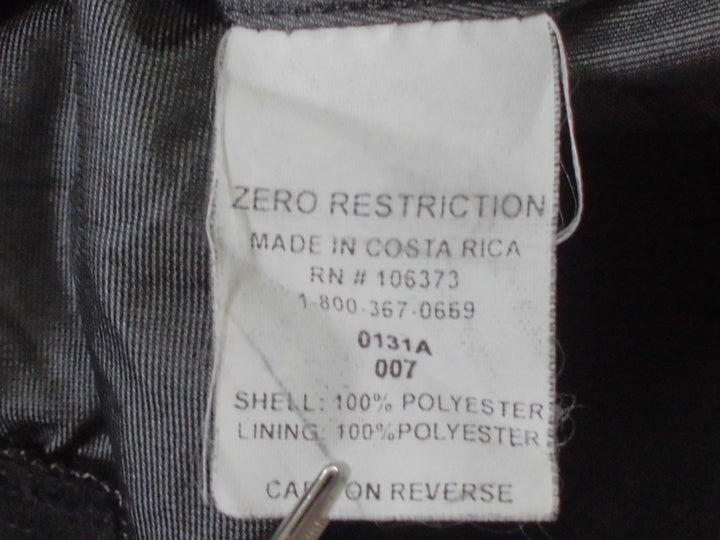 ZERO RESTRICTION
MADE IN COSTA RICA
RN # 106373
1-800-367-0669
0131A
007
SHELL: 100% POLYESTER
LINING: 100%POLYESTER
ON REVERSE